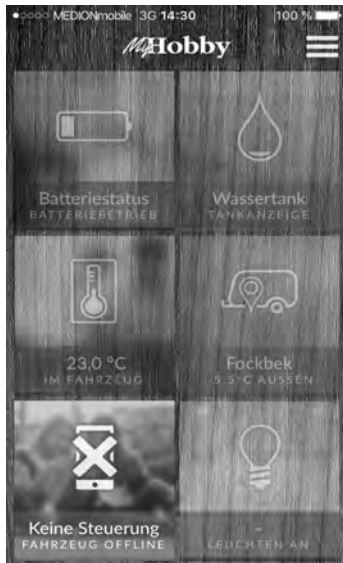 MEDIONmobile 3G 14:30 100 %
MyHobby
Batteriestatus
BATTERIEBETRIEB
Wassertank
TANKANZEIGE
23,0 °C
IM FAHRZEUG
Fockbek
5,5°C AUSSEN
Keine Steuerung
FAHRZEUG OFFLINE
-
LEUCHTEN AN